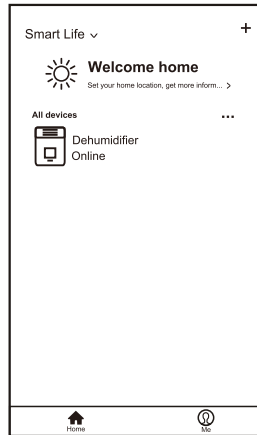 Smart Life
Welcome home
Set your home location, get more inform...
All devices
...
Dehumidifier
Online
Home
Me